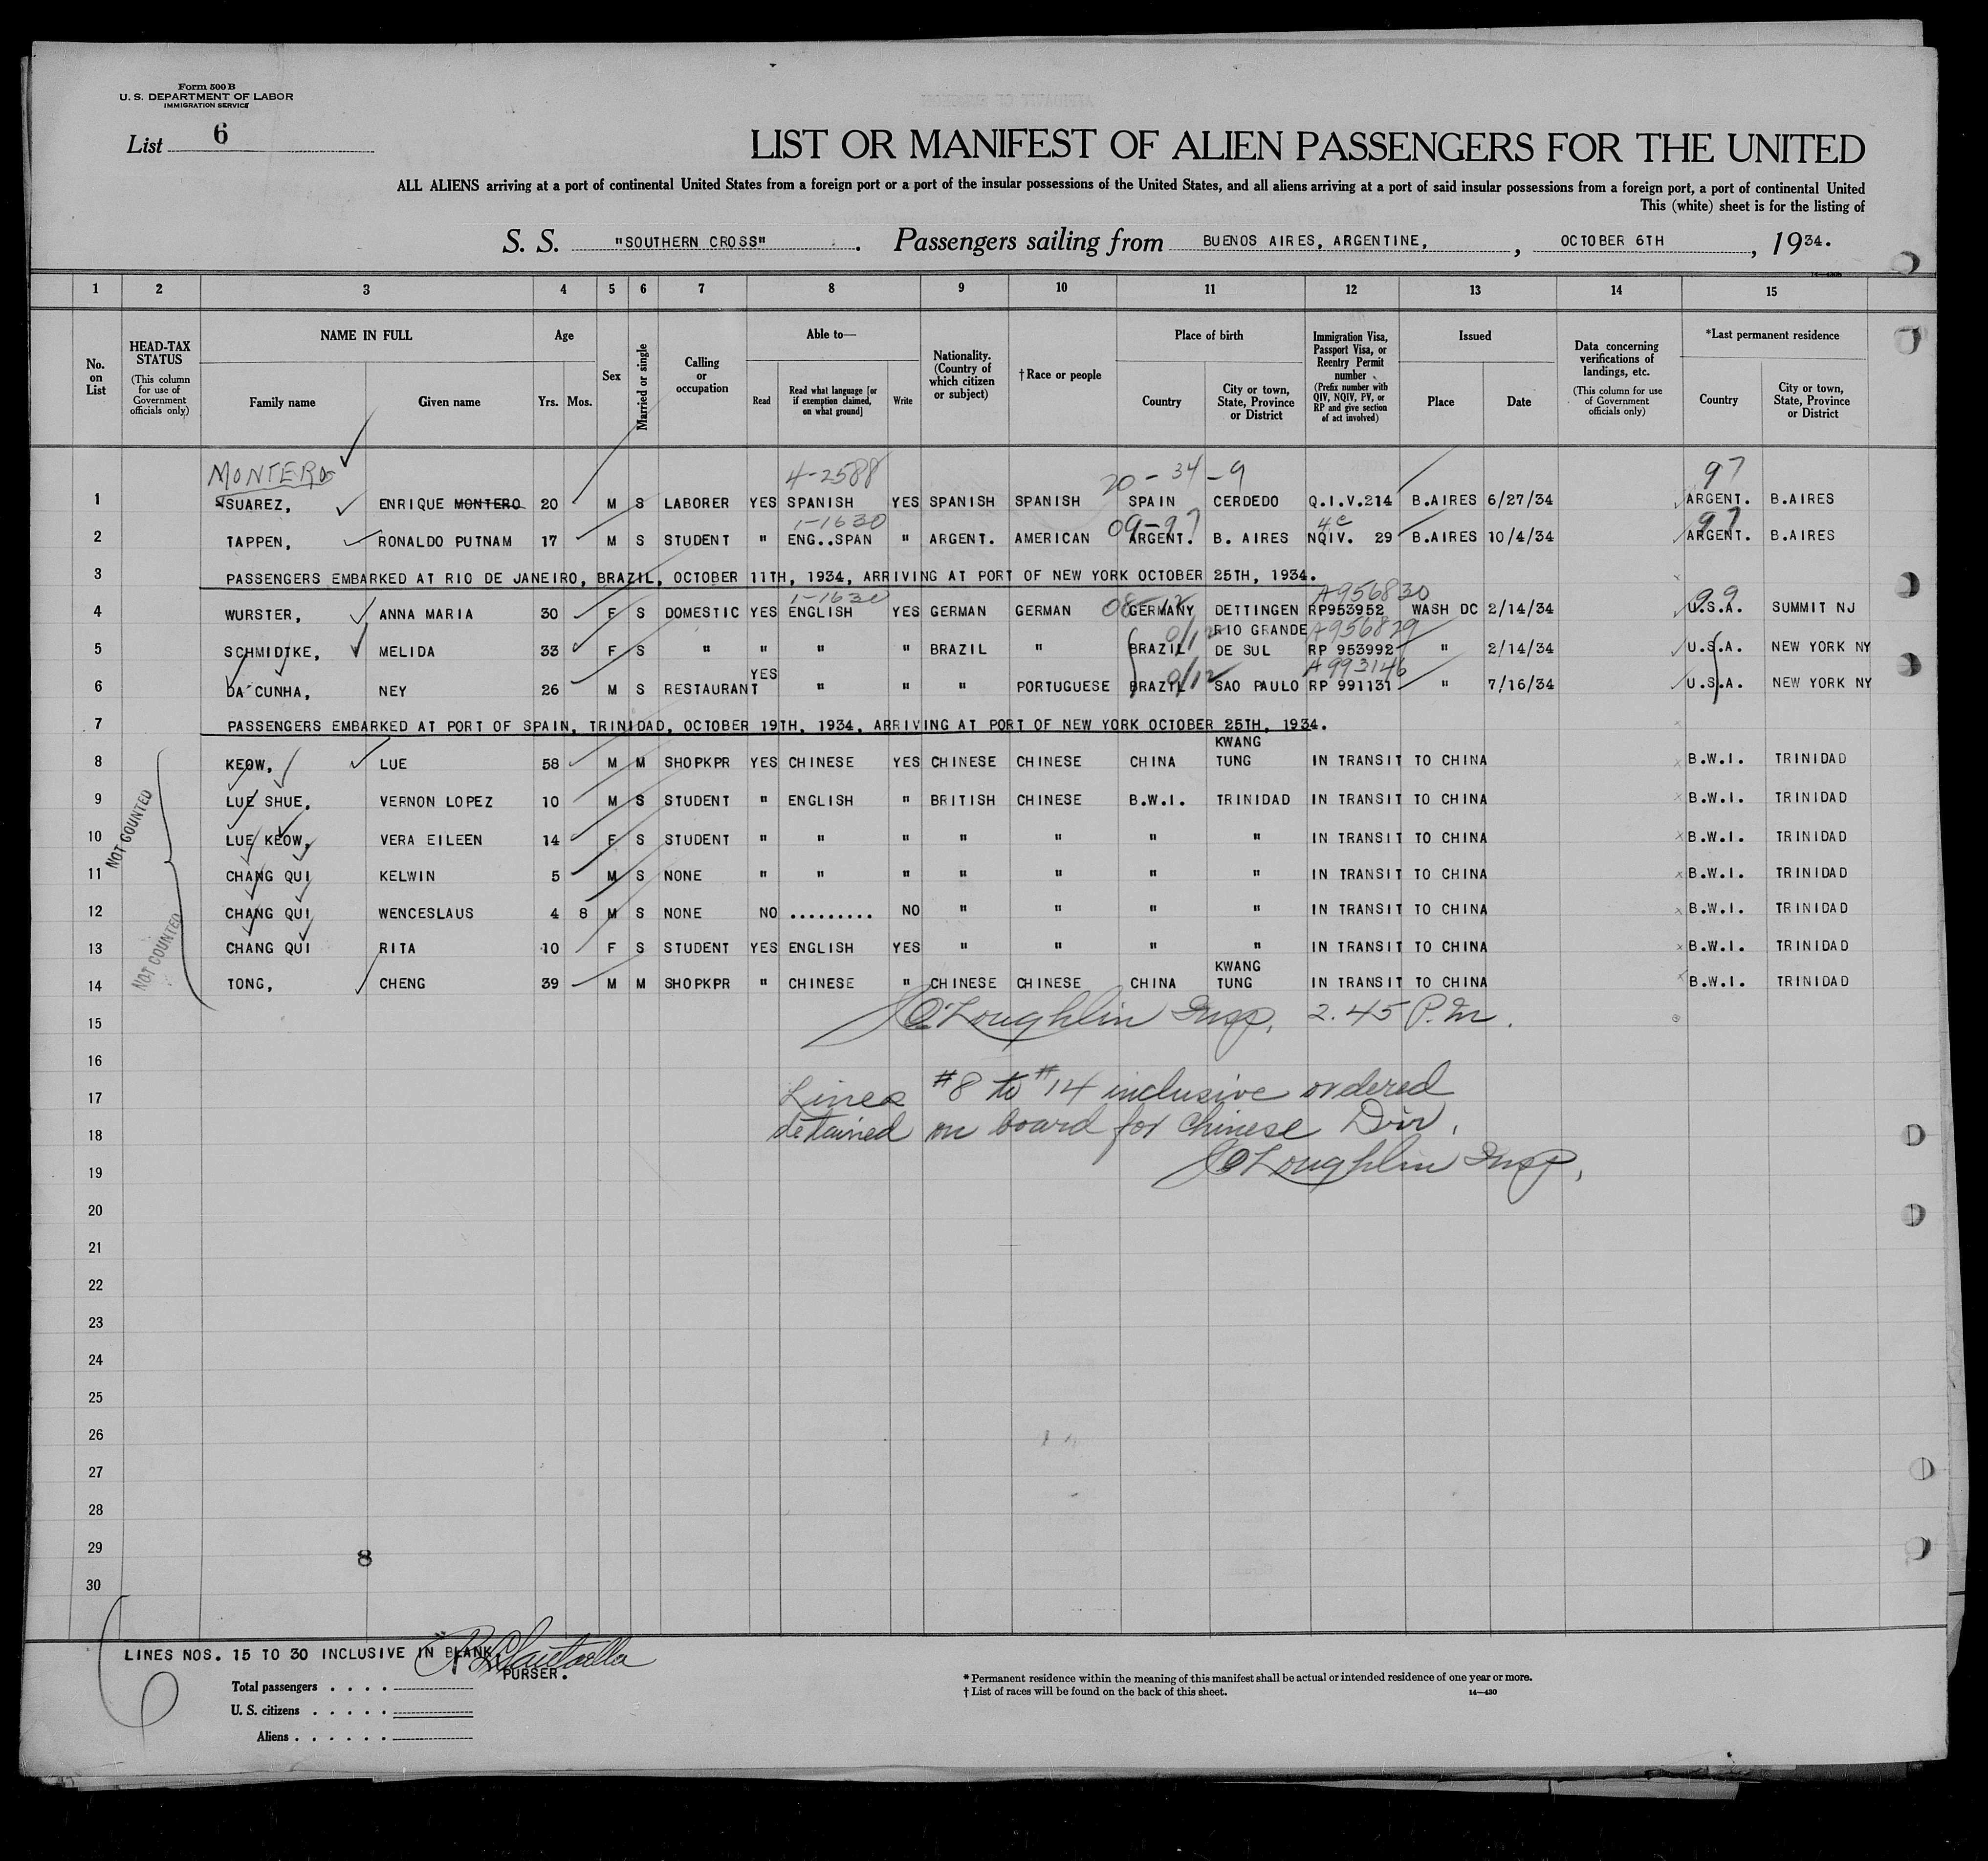 Form 500 B
U. S. DEPARTMENT OF LABOR
IMMIGRATION SERVICE
List 6
LIST OR MANIFEST OF ALIEN PASSENGERS FOR THE UNITED
ALL ALIENS arriving at a port of continental United States from a foreign port or a port of the insular possessions of the United States, and all aliens arriving at a port of said insular possessions from a foreign port, a port of continental United
This (white) sheet is for the listing of
S. S. "SOUTHERN CROSS" . Passengers sailing from BUENOS AIRES, ARGENTINE, , OCTOBER 6TH , 1934.
1 2 3 4 5 6 7 8 9 10 11 12 13 14 15
No. on List
HEAD-TAX STATUS (This column for use of Government officials only)
NAME IN FULL Family name Given name
Age Yrs. Mos.
Sex
Married or single
Calling or occupation
Able to— Read Read what language [or if exemption claimed, on what ground] Write
Nationality. (Country of which citizen or subject)
† Race or people
Place of birth Country City or town, State, Province or District
Immigration Visa, Passport Visa, or Reentry Permit number (Prefix number with QIV, NQIV, PV, or RP and give section of act involved)
Issued Place Date
Data concerning verifications of landings, etc. (This column for use of Government officials only)
*Last permanent residence Country City or town, State, Province or District
MONTERO 4-2588 20-34-9 97
1 SUAREZ, ENRIQUE MONTERO 20 M S LABORER YES SPANISH YES SPANISH SPANISH SPAIN CERDEDO Q.I.V.214 B.AIRES 6/27/34 ARGENT. B.AIRES
1-1630 09-97 4e 97
2 TAPPEN, RONALDO PUTNAM 17 M S STUDENT " ENG..SPAN " ARGENT. AMERICAN ARGENT. B. AIRES NQIV. 29 B.AIRES 10/4/34 ARGENT. B.AIRES
3 PASSENGERS EMBARKED AT RIO DE JANEIRO, BRAZIL, OCTOBER 11TH, 1934, ARRIVING AT PORT OF NEW YORK OCTOBER 25TH, 1934.
1-1630 08-12 A956830 99
4 WURSTER, ANNA MARIA 30 F S DOMESTIC YES ENGLISH YES GERMAN GERMAN GERMANY DETTINGEN RP953952 WASH DC 2/14/34 U.S.A. SUMMIT NJ
0/12 RIO GRANDE A956829
5 SCHMIDTKE, MELIDA 33 F S " " " " BRAZIL " BRAZIL DE SUL RP 953992 " 2/14/34 U.S.A. NEW YORK NY
YES 0/12 A993146
6 DA CUNHA, NEY 26 M S RESTAURANT " " " PORTUGUESE BRAZIL SAO PAULO RP 991131 " 7/16/34 U.S.A. NEW YORK NY
7 PASSENGERS EMBARKED AT PORT OF SPAIN, TRINIDAD, OCTOBER 19TH, 1934, ARRIVING AT PORT OF NEW YORK OCTOBER 25TH, 1934.
KWANG
8 KEOW, LUE 58 M M SHOPKPR YES CHINESE YES CHINESE CHINESE CHINA TUNG IN TRANSIT TO CHINA B.W.I. TRINIDAD
9 LUE SHUE, VERNON LOPEZ 10 M S STUDENT " ENGLISH " BRITISH CHINESE B.W.I. TRINIDAD IN TRANSIT TO CHINA B.W.I. TRINIDAD
NOT COUNTED
10 LUE KEOW, VERA EILEEN 14 F S STUDENT " " " " " " " IN TRANSIT TO CHINA B.W.I. TRINIDAD
11 CHANG QUI KELWIN 5 M S NONE " " " " " " " IN TRANSIT TO CHINA B.W.I. TRINIDAD
12 CHANG QUI WENCESLAUS 4 8 M S NONE NO ......... NO " " " " IN TRANSIT TO CHINA B.W.I. TRINIDAD
NOT COUNTED
13 CHANG QUI RITA 10 F S STUDENT YES ENGLISH YES " " " " IN TRANSIT TO CHINA B.W.I. TRINIDAD
KWANG
14 TONG, CHENG 39 M M SHOPKPR " CHINESE " CHINESE CHINESE CHINA TUNG IN TRANSIT TO CHINA B.W.I. TRINIDAD
15 O'Loughlin Insp. 2.45 P.M.
16
17 Lines #8 to #14 inclusive ordered
18 detained on board for Chinese Div.
19 O'Loughlin Insp.
20
21
22
23
24
25
26
27
28
29 8
30
LINES NOS. 15 TO 30 INCLUSIVE IN BLANK
PURSER.
Total passengers
U. S. citizens
Aliens
* Permanent residence within the meaning of this manifest shall be actual or intended residence of one year or more.
† List of races will be found on the back of this sheet. 14—430